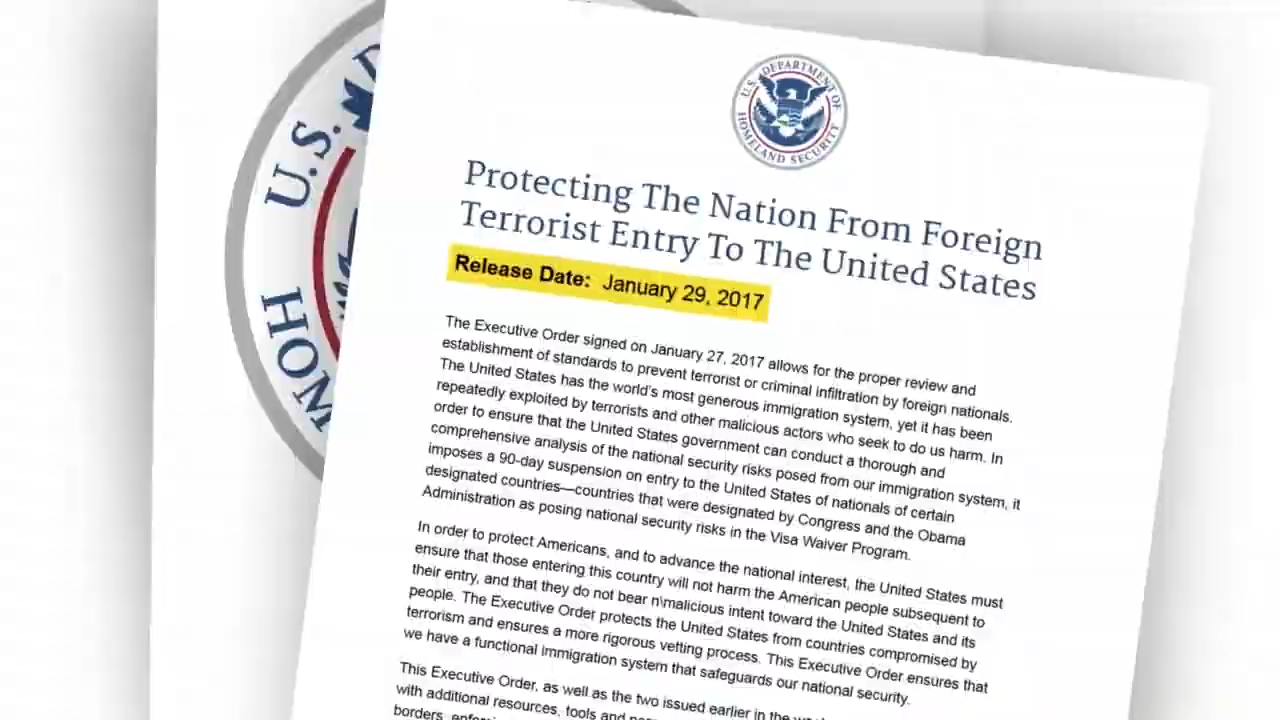 U.S. D
HOM
U.S. DEPARTMENT OF
HOMELAND SECURITY
Protecting The Nation From Foreign
Terrorist Entry To The United States
Release Date: January 29, 2017
The Executive Order signed on January 27, 2017 allows for the proper review and
establishment of standards to prevent terrorist or criminal infiltration by foreign nationals.
The United States has the world's most generous immigration system, yet it has been
repeatedly exploited by terrorists and other malicious actors who seek to do us harm. In
order to ensure that the United States government can conduct a thorough and
comprehensive analysis of the national security risks posed from our immigration system, it
imposes a 90-day suspension on entry to the United States of nationals of certain
designated countries—countries that were designated by Congress and the Obama
Administration as posing national security risks in the Visa Waiver Program.
In order to protect Americans, and to advance the national interest, the United States must
ensure that those entering this country will not harm the American people subsequent to
their entry, and that they do not bear n\malicious intent toward the United States and its
people. The Executive Order protects the United States from countries compromised by
terrorism and ensures a more rigorous vetting process. This Executive Order ensures that
we have a functional immigration system that safeguards our national security.
This Executive Order, as well as the two issued earlier in the
with additional resources, tools and
borders,